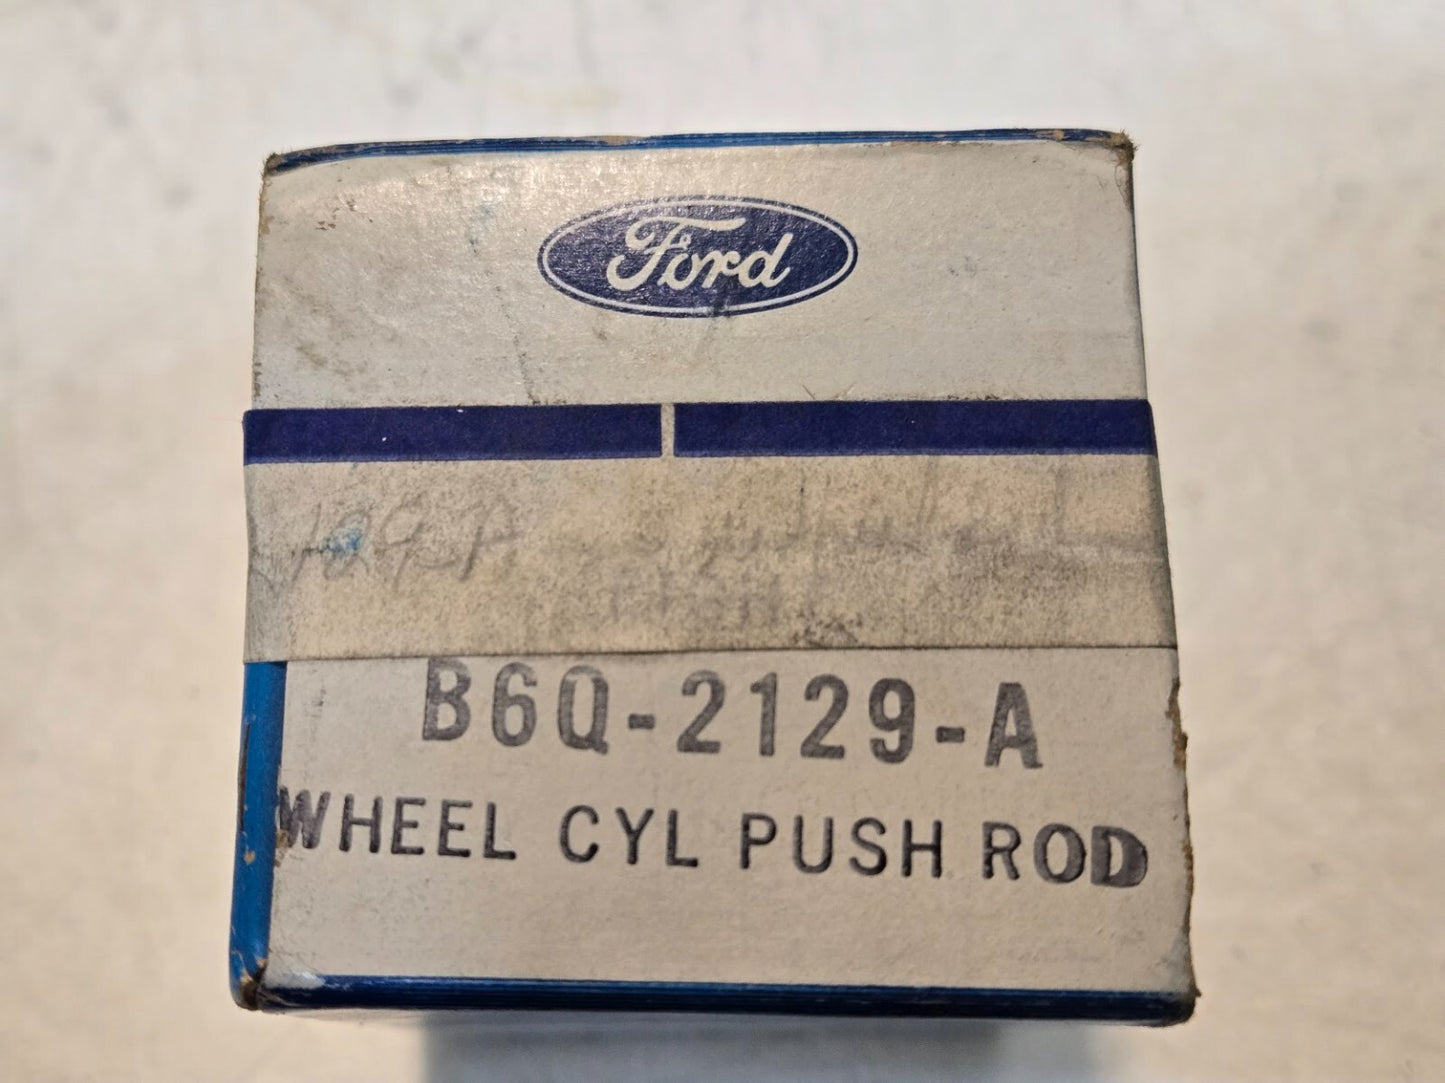 Ford
B6Q-2129-A
WHEEL CYL PUSH ROD